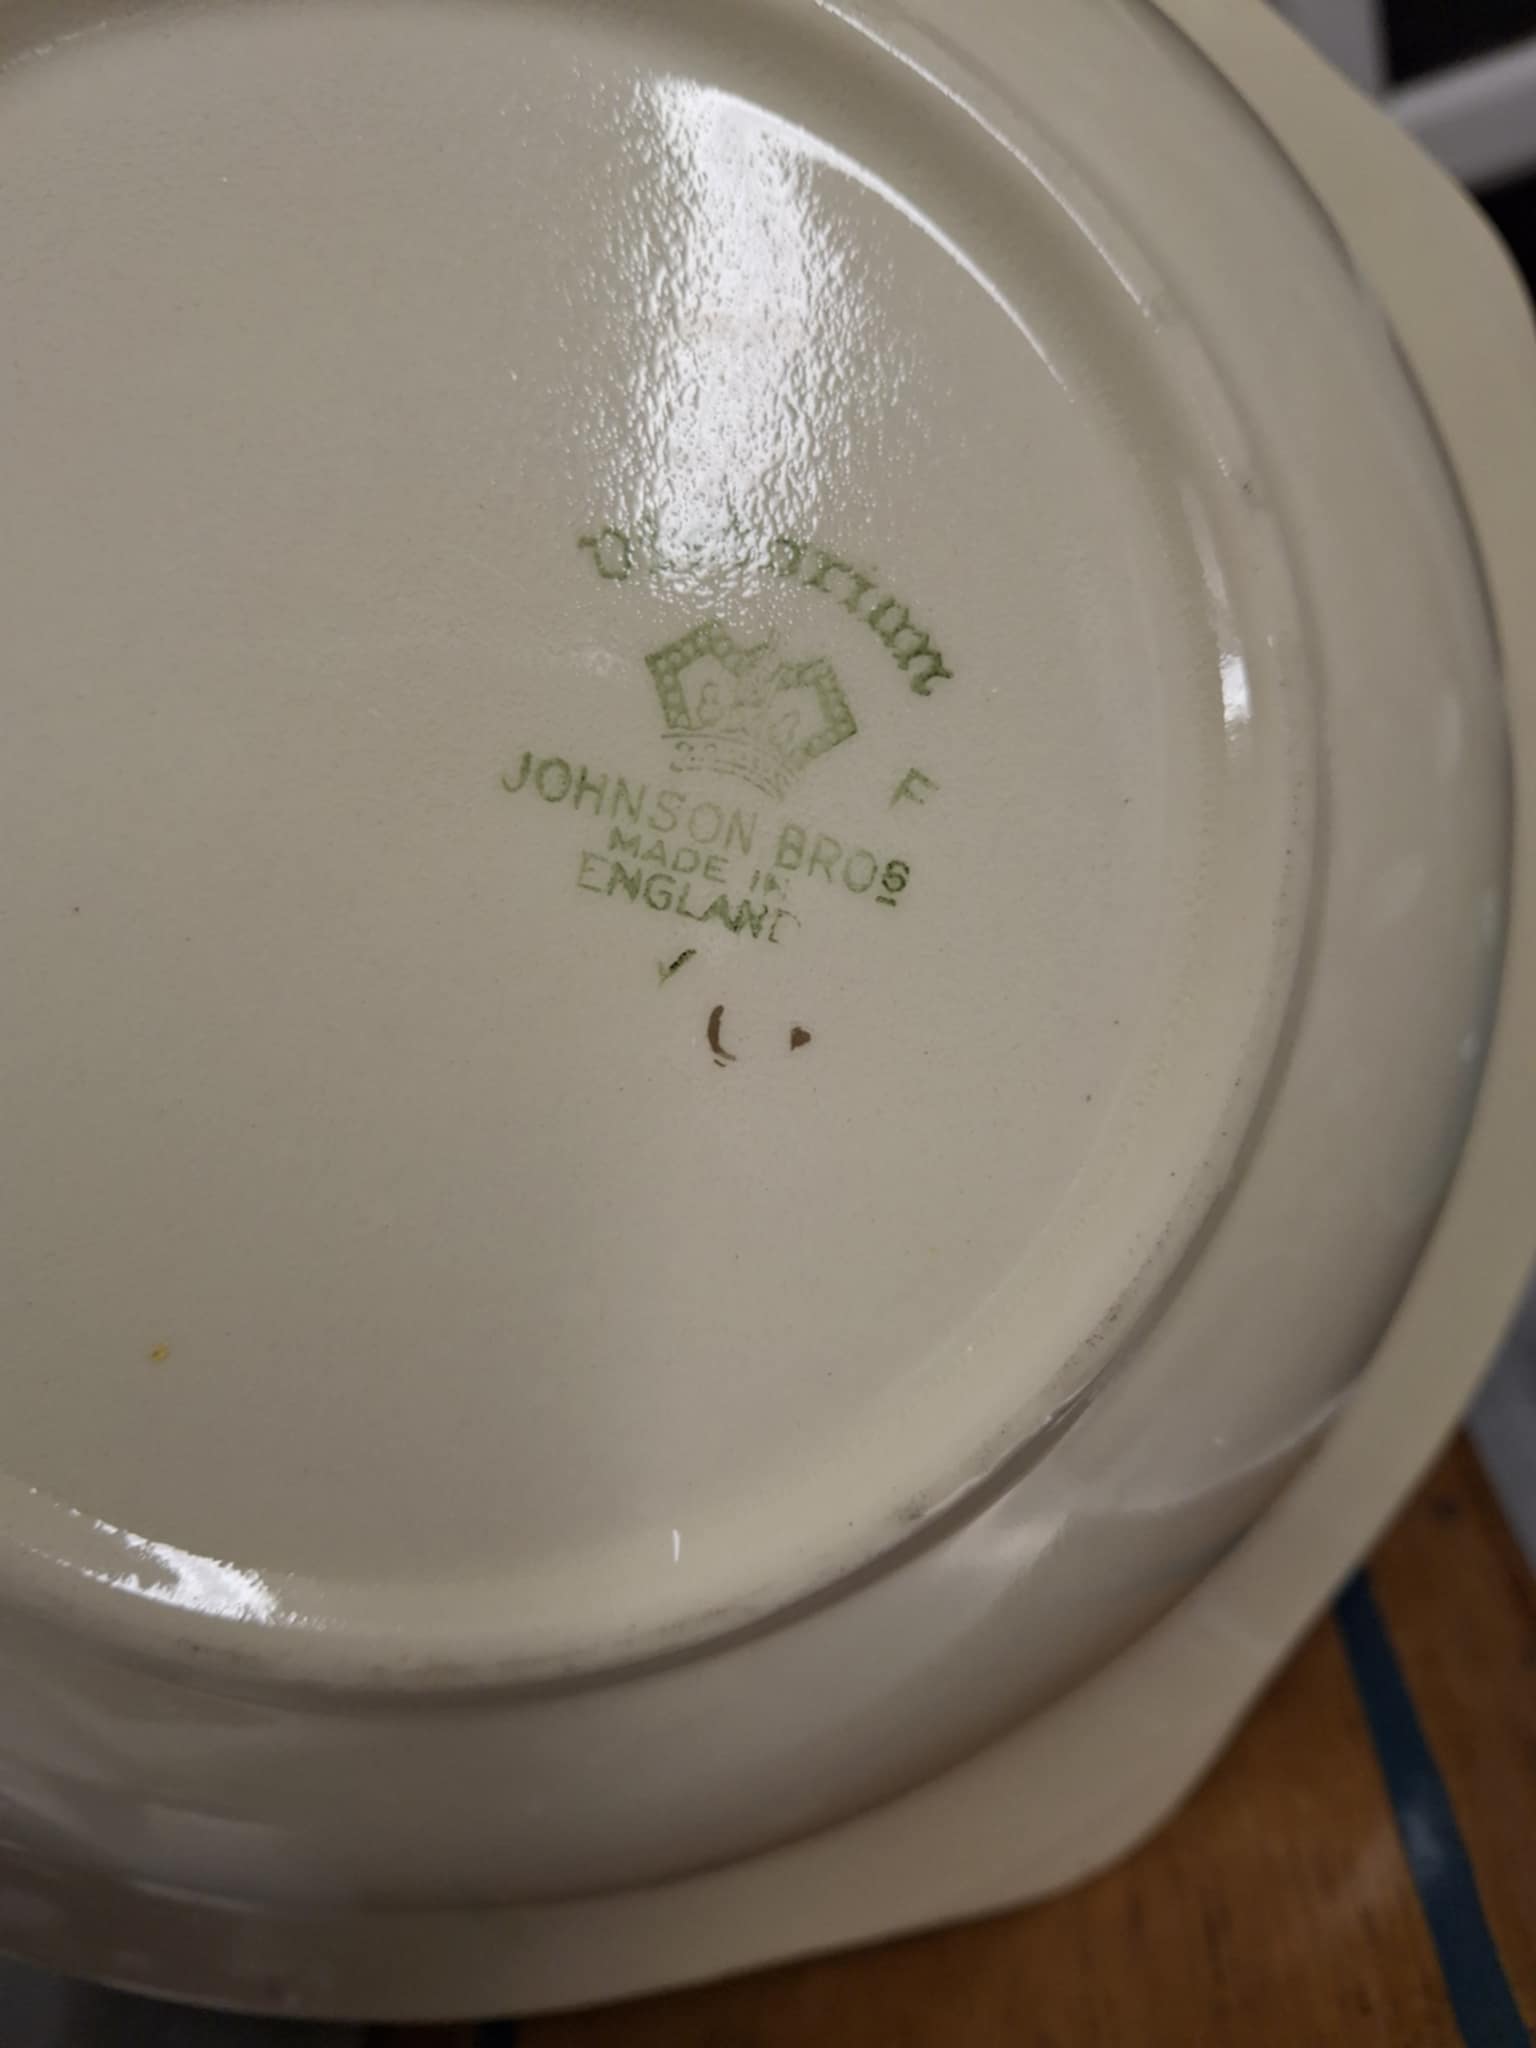 F
JOHNSON BROS
MADE IN
ENGLAND